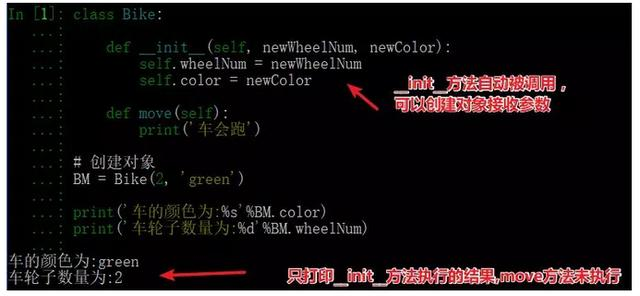 In [1]: class Bike:
...:
...: def __init__(self, newWheelNum, newColor):
...: self.wheelNum = newWheelNum
...: self.color = newColor
...:
...: def move(self):
...: print('车会跑')
...:
...: # 创建对象
...: BM = Bike(2, 'green')
...:
...: print('车的颜色为:%s'%BM.color)
...: print('车轮子数量为:%d'%BM.wheelNum)
...:
__init__方法自动被调用，
可以创建对象接收参数
车的颜色为:green
车轮子数量为:2
只打印__init__方法执行的结果,move方法未执行